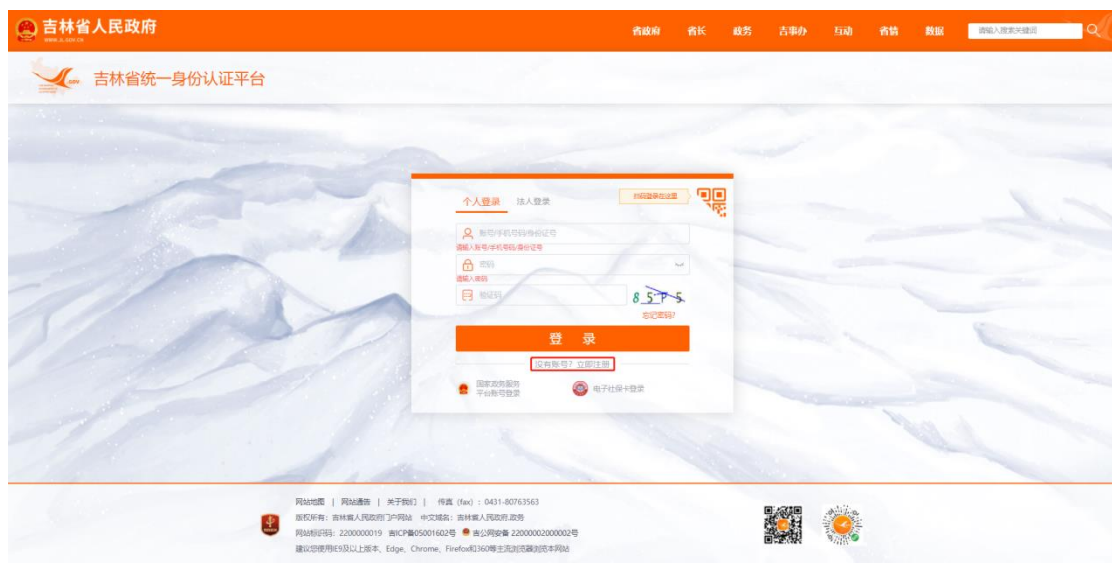 吉林省人民政府
WWW.JL.GOV.CN
省政府 省长 政务 吉事办 互动 省情 数据 请输入搜索关键词
GOV 吉林省统一身份认证平台
个人登录 法人登录 扫码登录在这里
账号/手机号码/身份证号
请输入账号/手机号码/身份证号
密码
请输入密码
验证码 8 5 P 5
忘记密码?
登 录
没有账号? 立即注册
国家政务服务
平台账号登录
电子社保卡登录
网站地图 | 网站通告 | 关于我们 | 传真 (fax) : 0431-80763563
版权所有: 吉林省人民政府门户网站 中文域名: 吉林省人民政府.政务
网站标识码: 2200000019 吉ICP备05001602号 吉公网安备 22000002000002号
建议您使用IE9及以上版本、Edge、Chrome、Firefox和360等主流浏览器浏览本网站